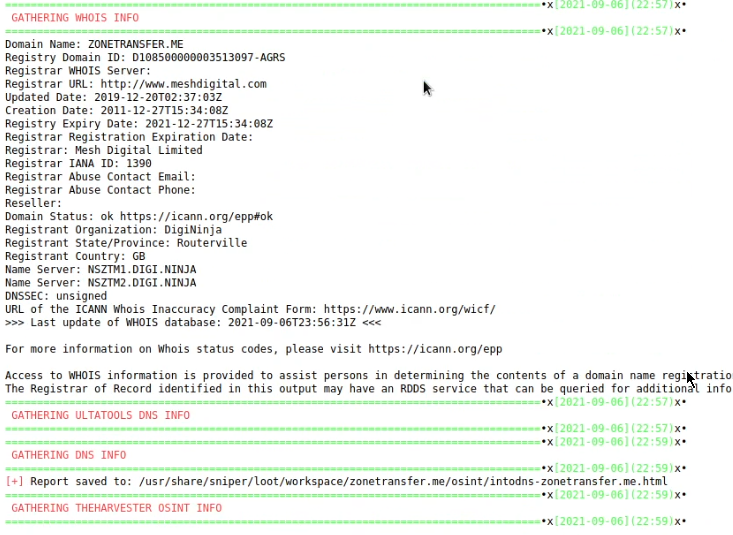 ============================================================================•x[2021-09-06](22:57)x•
GATHERING WHOIS INFO
============================================================================•x[2021-09-06](22:57)x•
Domain Name: ZONETRANSFER.ME
Registry Domain ID: D108500000003513097-AGRS
Registrar WHOIS Server:
Registrar URL: http://www.meshdigital.com
Updated Date: 2019-12-20T02:37:03Z
Creation Date: 2011-12-27T15:34:08Z
Registry Expiry Date: 2021-12-27T15:34:08Z
Registrar Registration Expiration Date:
Registrar: Mesh Digital Limited
Registrar IANA ID: 1390
Registrar Abuse Contact Email:
Registrar Abuse Contact Phone:
Reseller:
Domain Status: ok https://icann.org/epp#ok
Registrant Organization: DigiNinja
Registrant State/Province: Routerville
Registrant Country: GB
Name Server: NSZTM1.DIGI.NINJA
Name Server: NSZTM2.DIGI.NINJA
DNSSEC: unsigned
URL of the ICANN Whois Inaccuracy Complaint Form: https://www.icann.org/wicf/
>>> Last update of WHOIS database: 2021-09-06T23:56:31Z <<<
For more information on Whois status codes, please visit https://icann.org/epp
Access to WHOIS information is provided to assist persons in determining the contents of a domain name registratio
The Registrar of Record identified in this output may have an RDDS service that can be queried for additional info
============================================================================•x[2021-09-06](22:57)x•
GATHERING ULTATOOLS DNS INFO
============================================================================•x[2021-09-06](22:57)x•
============================================================================•x[2021-09-06](22:59)x•
GATHERING DNS INFO
============================================================================•x[2021-09-06](22:59)x•
[+] Report saved to: /usr/share/sniper/loot/workspace/zonetransfer.me/osint/intodns-zonetransfer.me.html
============================================================================•x[2021-09-06](22:59)x•
GATHERING THEHARVESTER OSINT INFO
============================================================================•x[2021-09-06](22:59)x•